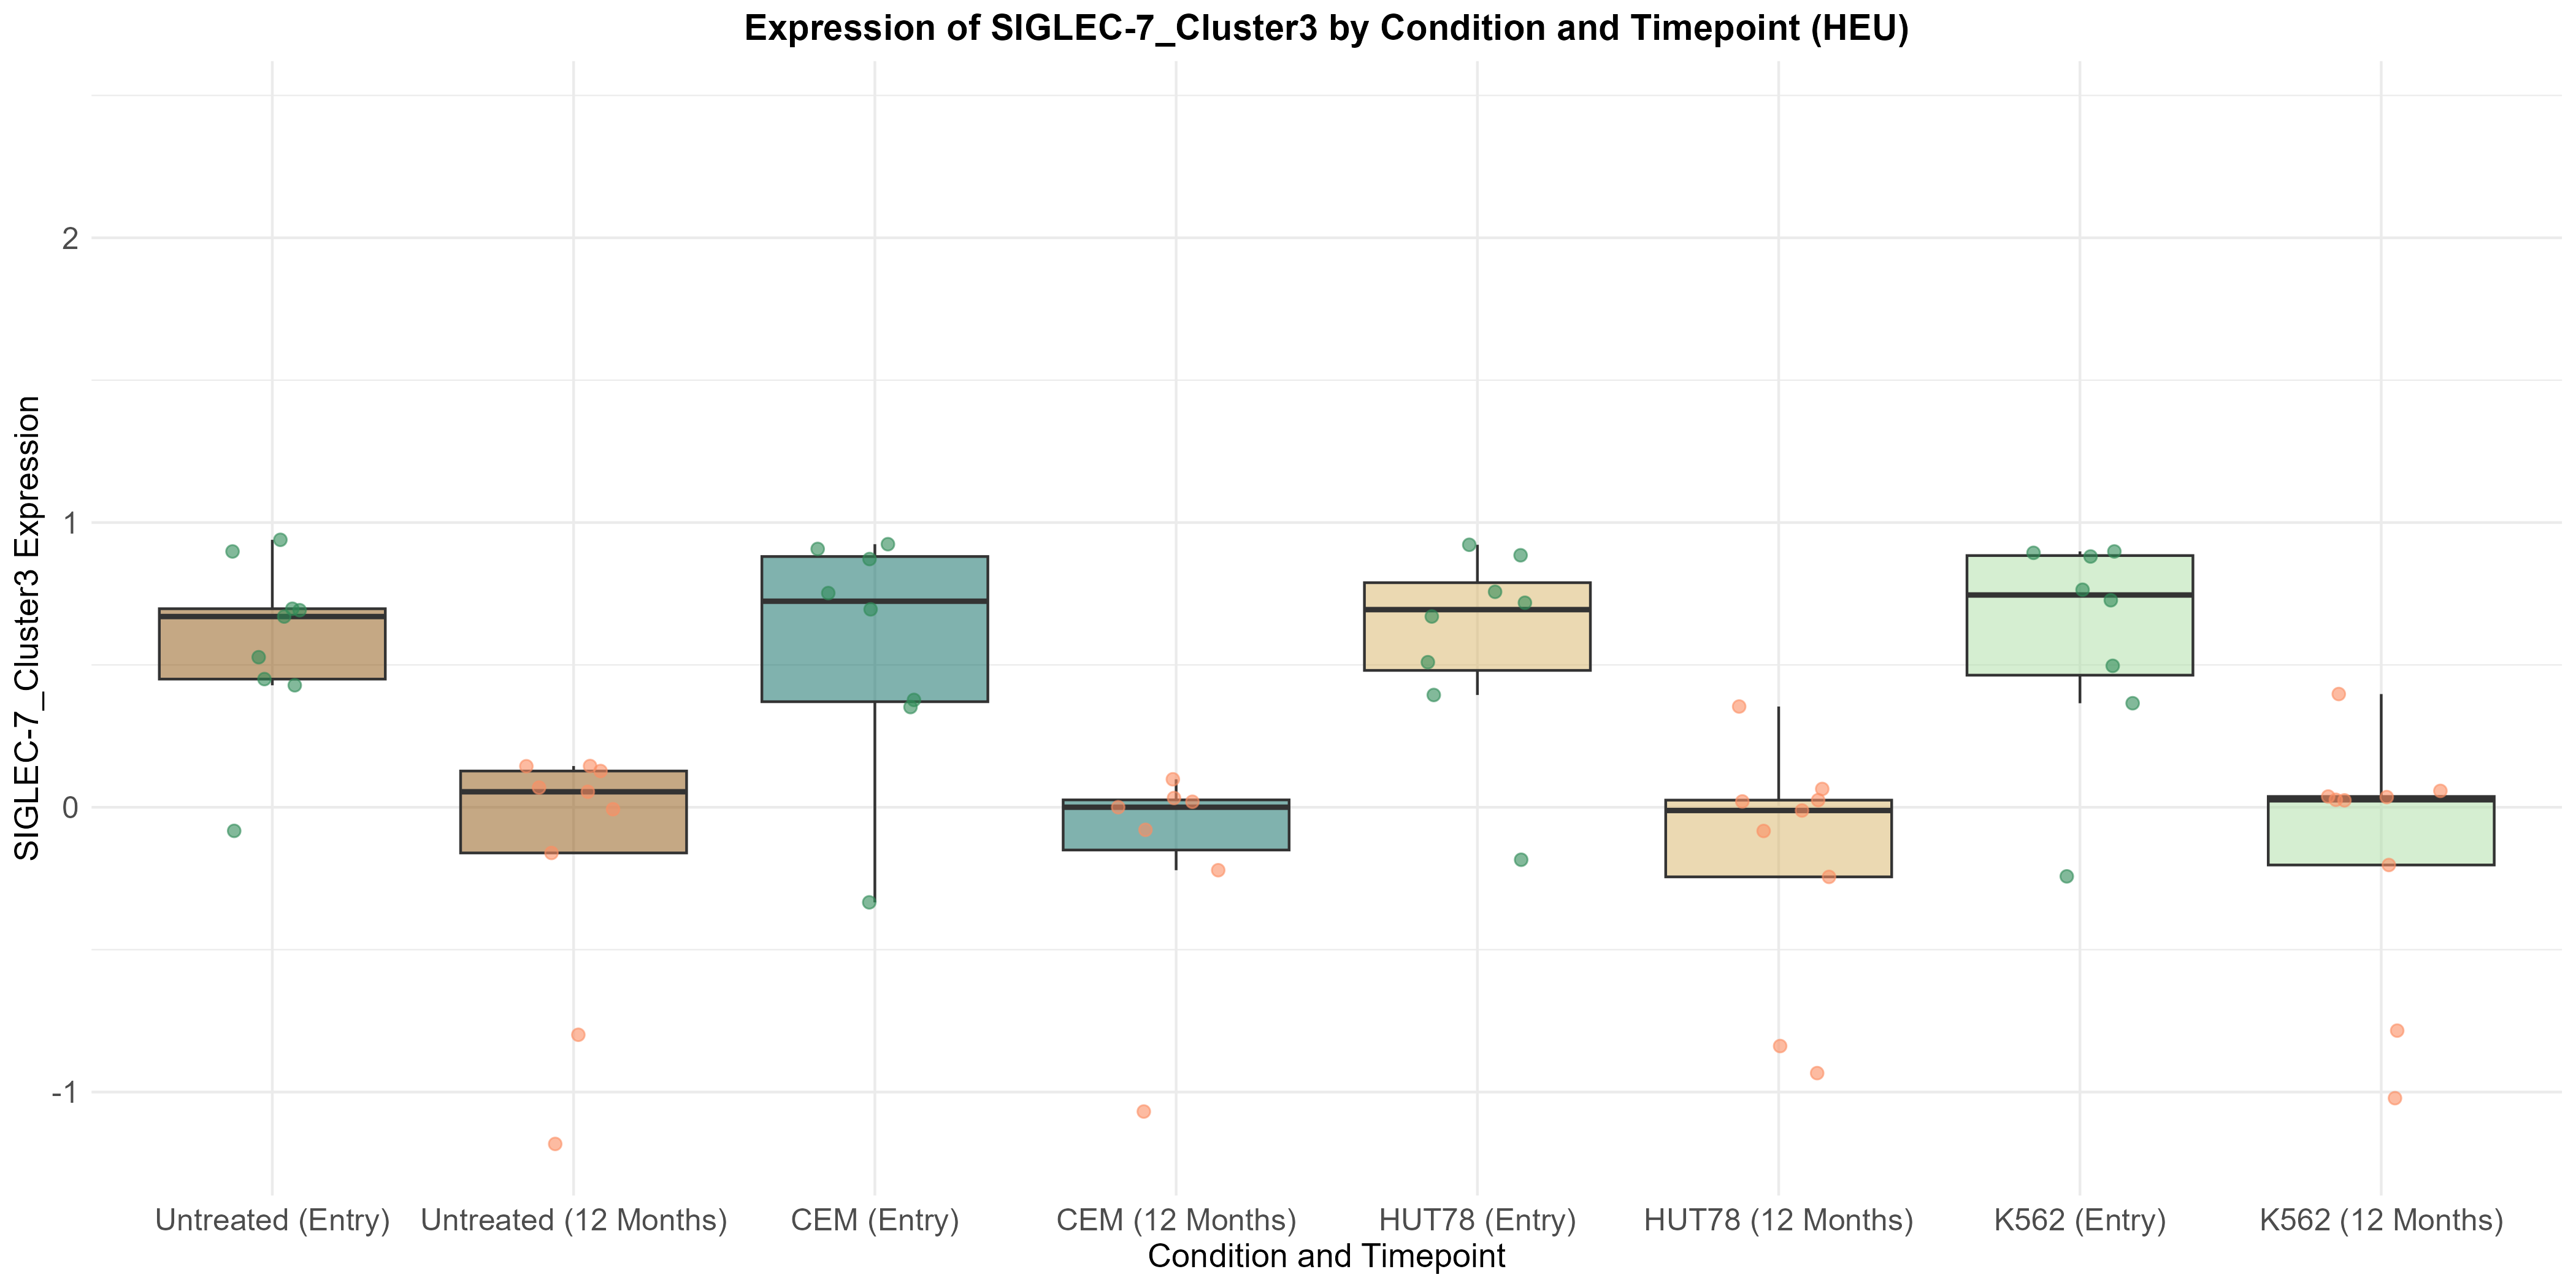 Expression of SIGLEC-7_Cluster3 by Condition and Timepoint (HEU)
SIGLEC-7_Cluster3 Expression
2
1
0
-1
Untreated (Entry)
Untreated (12 Months)
CEM (Entry)
CEM (12 Months)
HUT78 (Entry)
HUT78 (12 Months)
K562 (Entry)
K562 (12 Months)
Condition and Timepoint